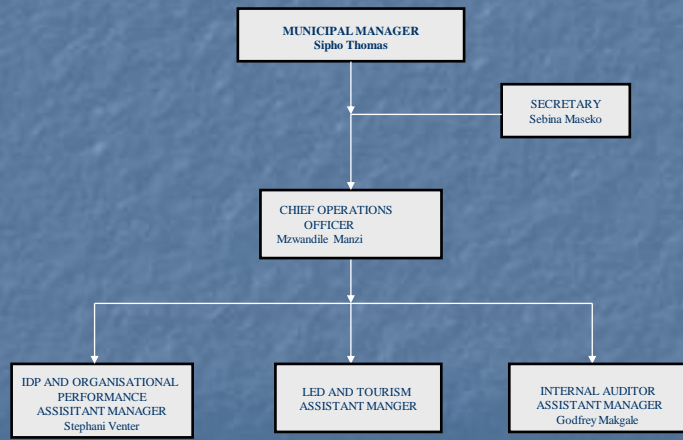 MUNICIPAL MANAGER
Sipho Thomas
SECRETARY
Sebina Maseko
CHIEF OPERATIONS
OFFICER
Mzwandile Manzi
IDP AND ORGANISATIONAL
PERFORMANCE
ASSISITANT MANAGER
Stephani Venter
LED AND TOURISM
ASSISTANT MANGER
INTERNAL AUDITOR
ASSISTANT MANAGER
Godfrey Makgale